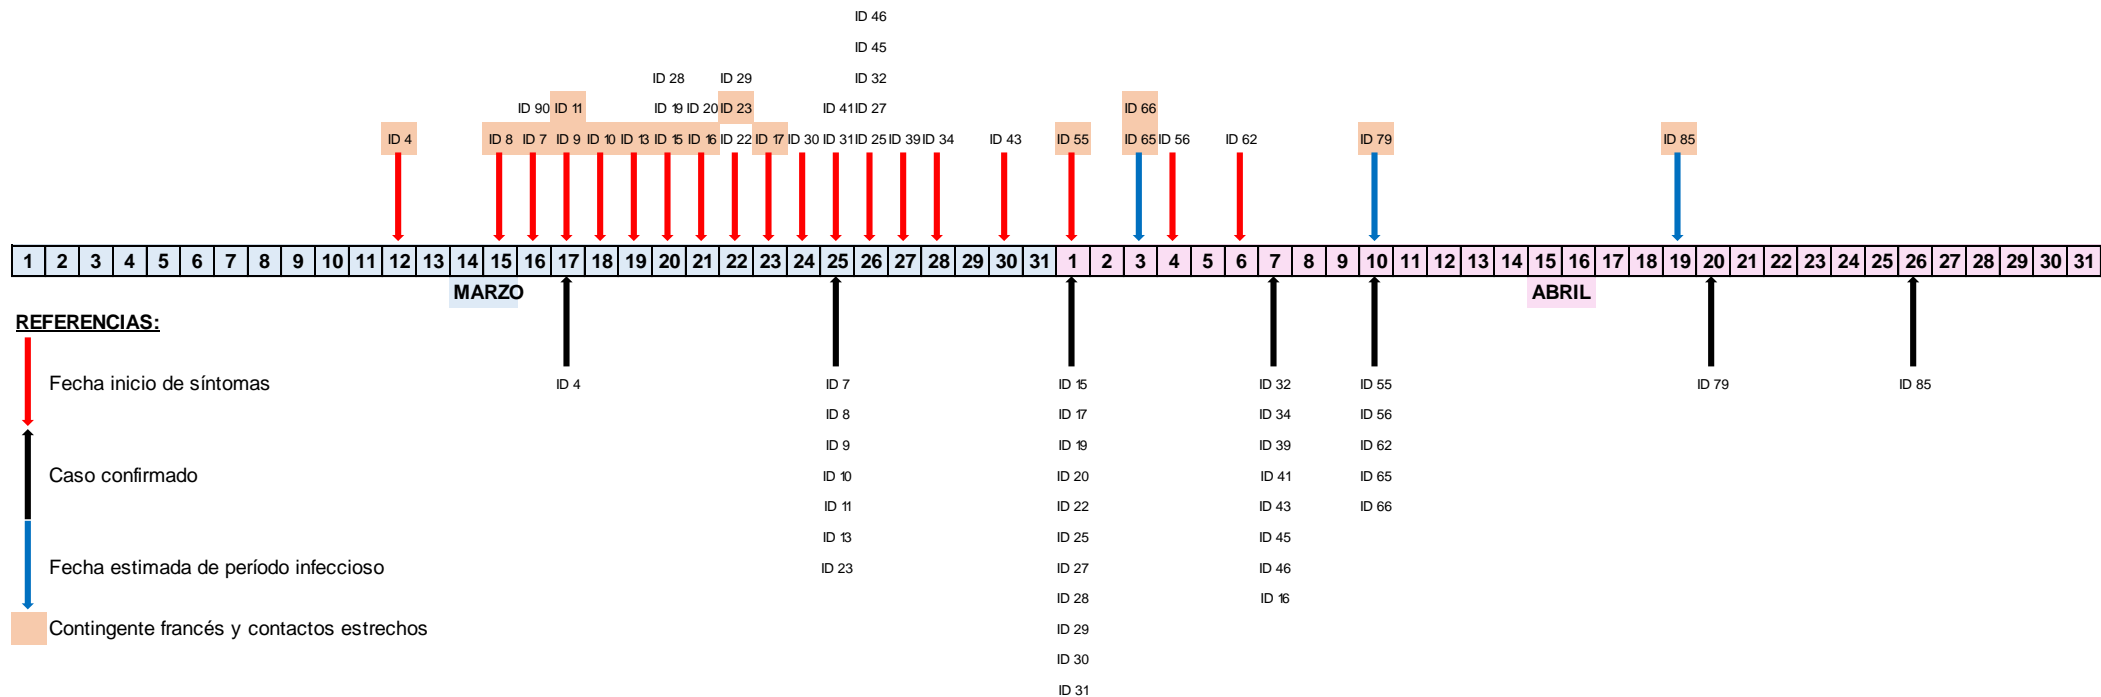 ID 46
ID 45
ID 28 ID 29 ID 32
ID 90 ID 11 ID 19 ID 20 ID 23 ID 41 ID 27 ID 66
ID 4 ID 8 ID 7 ID 9 ID 10 ID 13 ID 15 ID 16 ID 22 ID 17 ID 30 ID 31 ID 25 ID 39 ID 34 ID 43 ID 55 ID 65 ID 56 ID 62 ID 79 ID 85
1 2 3 4 5 6 7 8 9 10 11 12 13 14 15 16 17 18 19 20 21 22 23 24 25 26 27 28 29 30 31 1 2 3 4 5 6 7 8 9 10 11 12 13 14 15 16 17 18 19 20 21 22 23 24 25 26 27 28 29 30 31
MARZO ABRIL
REFERENCIAS:
Fecha inicio de síntomas ID 4 ID 7 ID 15 ID 32 ID 55 ID 79 ID 85
ID 8 ID 17 ID 34 ID 56
ID 9 ID 19 ID 39 ID 62
Caso confirmado ID 10 ID 20 ID 41 ID 65
ID 11 ID 22 ID 43 ID 66
ID 13 ID 25 ID 45
Fecha estimada de período infeccioso ID 23 ID 27 ID 46
ID 28 ID 16
Contingente francés y contactos estrechos ID 29
ID 30
ID 31